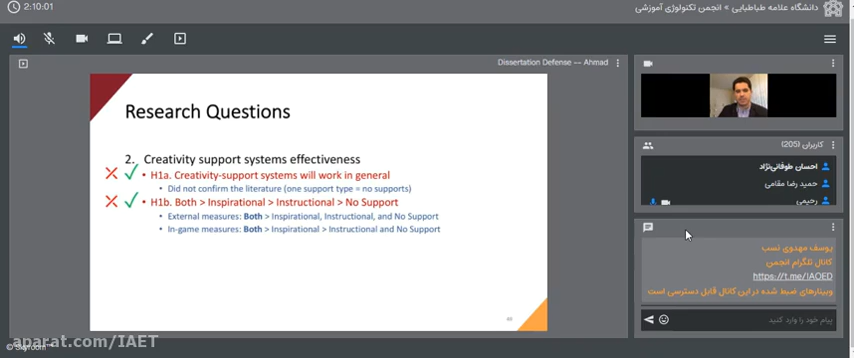 2:10:01
دانشگاه علامه طباطبایی » انجمن تکنولوژی آموزشی
Dissertation Defense -- Ahmad
Research Questions
2. Creativity support systems effectiveness
• H1a. Creativity-support systems will work in general
• Did not confirm the literature (one support type = no supports)
• H1b. Both > Inspirational > Instructional > No Support
• External measures: Both > Inspirational, Instructional, and No Support
• In-game measures: Both > Inspirational > Instructional and No Support
کاربران (205)
احسان طوفانی‌نژاد
حمید رضا مقامی
رحیمی
یوسف مهدوی نسب
کانال تلگرام انجمن
https://t.me/IAOED
وبینارهای ضبط شده در این کانال قابل دسترسی است
پیام خود را وارد کنید
aparat.com/IAET